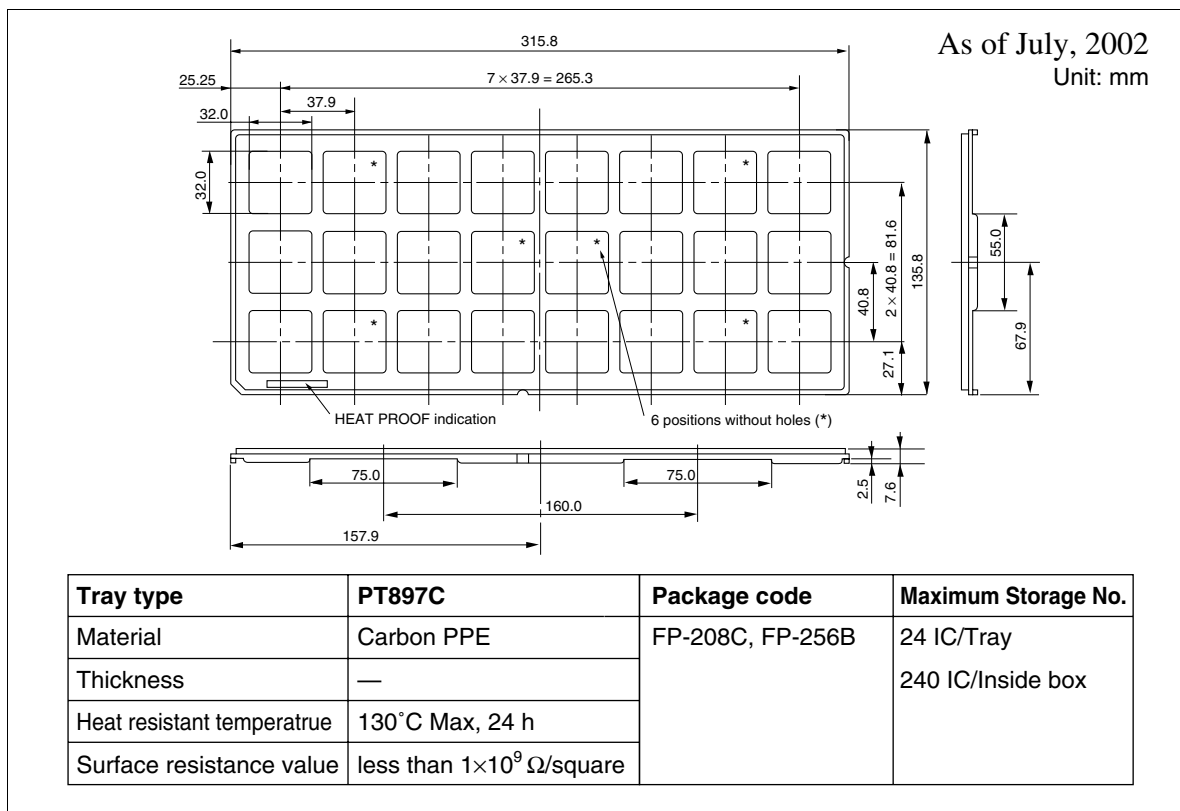 As of July, 2002
Unit: mm
315.8
7 × 37.9 = 265.3
25.25
37.9
32.0
32.0
*
*
*
*
*
*
55.0
2 × 40.8 = 81.6
135.8
40.8
67.9
27.1
HEAT PROOF indication
6 positions without holes (*)
75.0
75.0
2.5
7.6
160.0
157.9
Tray type PT897C Package code Maximum Storage No.
Material Carbon PPE FP-208C, FP-256B 24 IC/Tray
Thickness — 240 IC/Inside box
Heat resistant temperatrue 130˚C Max, 24 h
Surface resistance value less than 1×10⁹ Ω/square